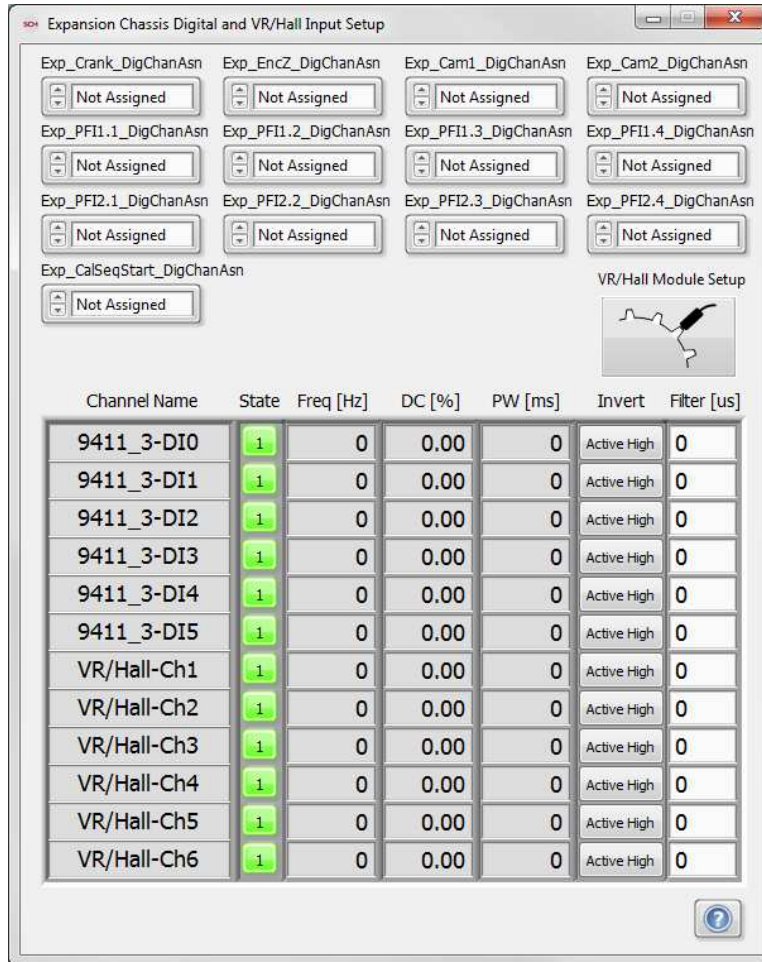 SCM Expansion Chassis Digital and VR/Hall Input Setup
Exp_Crank_DigChanAsn Exp_EncZ_DigChanAsn Exp_Cam1_DigChanAsn Exp_Cam2_DigChanAsn
Not Assigned Not Assigned Not Assigned Not Assigned
Exp_PFI1.1_DigChanAsn Exp_PFI1.2_DigChanAsn Exp_PFI1.3_DigChanAsn Exp_PFI1.4_DigChanAsn
Not Assigned Not Assigned Not Assigned Not Assigned
Exp_PFI2.1_DigChanAsn Exp_PFI2.2_DigChanAsn Exp_PFI2.3_DigChanAsn Exp_PFI2.4_DigChanAsn
Not Assigned Not Assigned Not Assigned Not Assigned
Exp_CalSeqStart_DigChanAsn
VR/Hall Module Setup
Not Assigned
Channel Name State Freq [Hz] DC [%] PW [ms] Invert Filter [us]
9411_3-DI0 1 0 0.00 0 Active High 0
9411_3-DI1 1 0 0.00 0 Active High 0
9411_3-DI2 1 0 0.00 0 Active High 0
9411_3-DI3 1 0 0.00 0 Active High 0
9411_3-DI4 1 0 0.00 0 Active High 0
9411_3-DI5 1 0 0.00 0 Active High 0
VR/Hall-Ch1 1 0 0.00 0 Active High 0
VR/Hall-Ch2 1 0 0.00 0 Active High 0
VR/Hall-Ch3 1 0 0.00 0 Active High 0
VR/Hall-Ch4 1 0 0.00 0 Active High 0
VR/Hall-Ch5 1 0 0.00 0 Active High 0
VR/Hall-Ch6 1 0 0.00 0 Active High 0
?